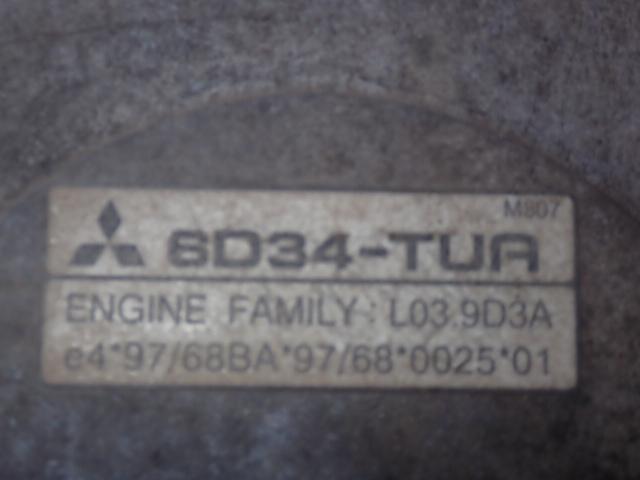 M807
6D34-TUA
ENGINE FAMILY: L03.9D3A
e4*97/68BA*97/68*0025*01